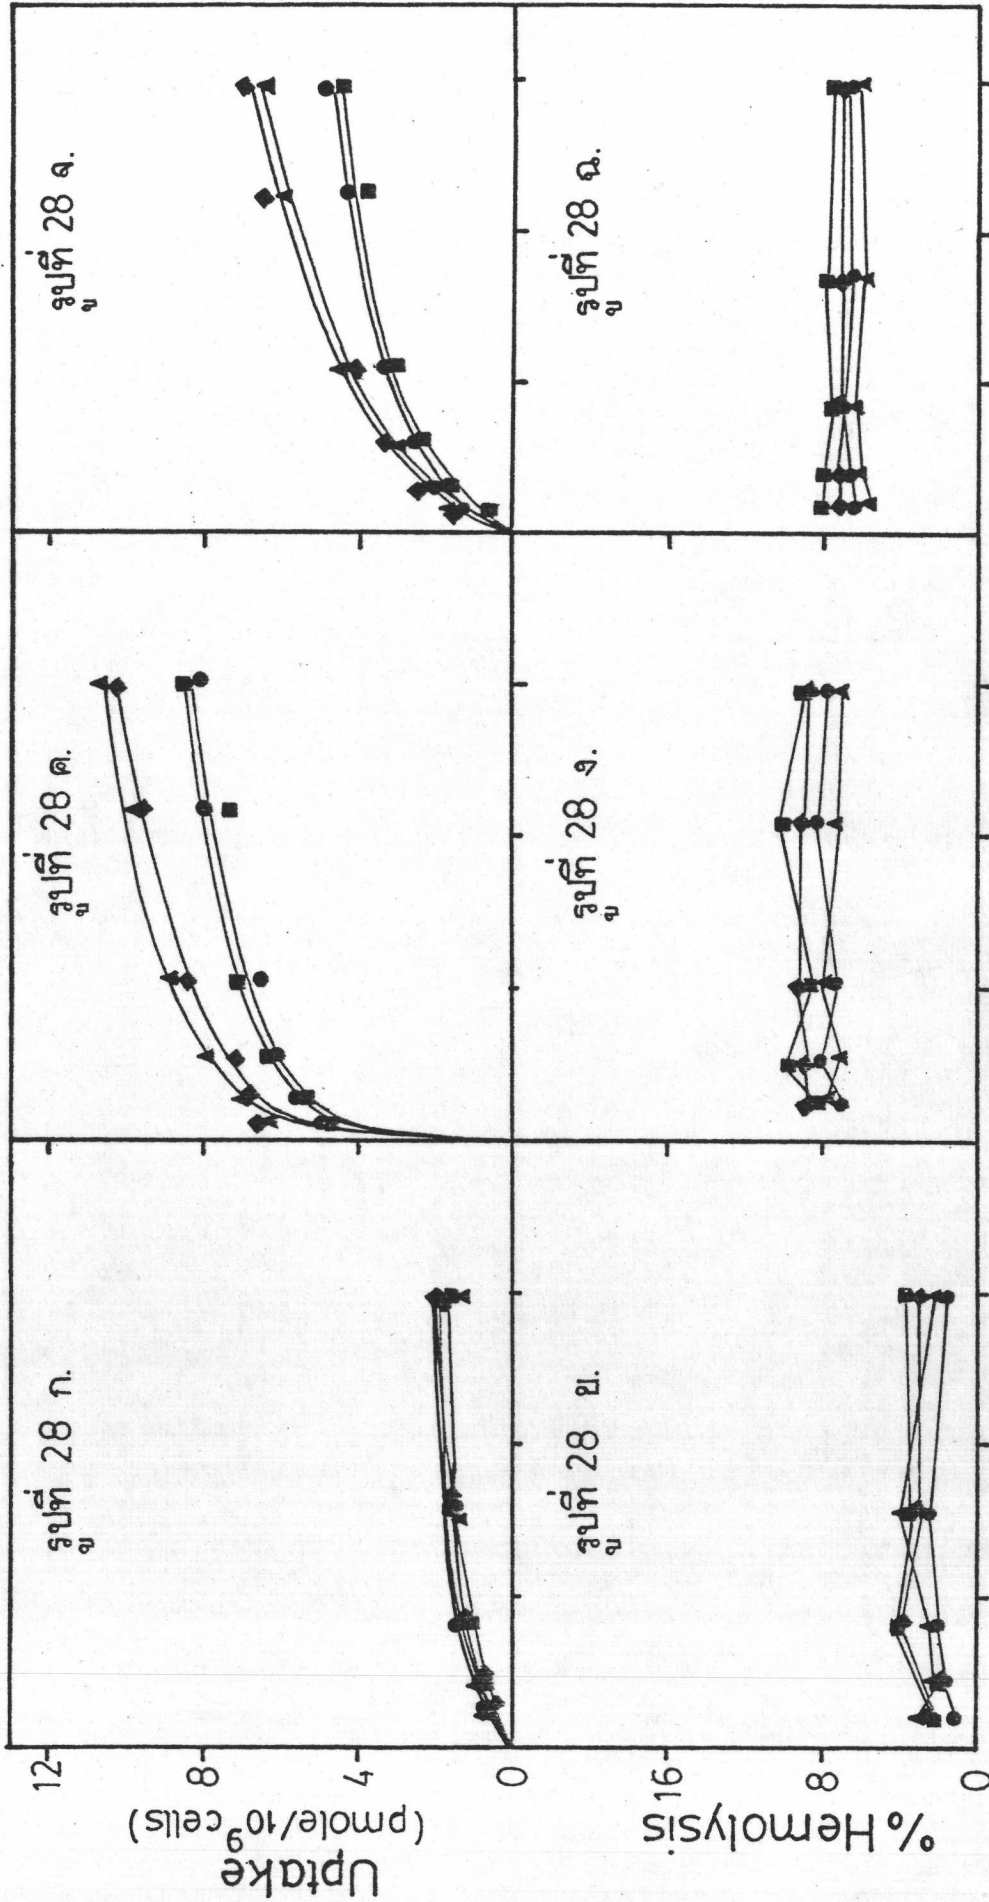 รูปที่ 28 ก.
รูปที่ 28 ค.
รูปที่ 28 จ.
12
8
4
0
Uptake
(pmole/10⁹ cells)
รูปที่ 28 ข.
รูปที่ 28 ง.
รูปที่ 28 ฉ.
16
8
0
% Hemolysis